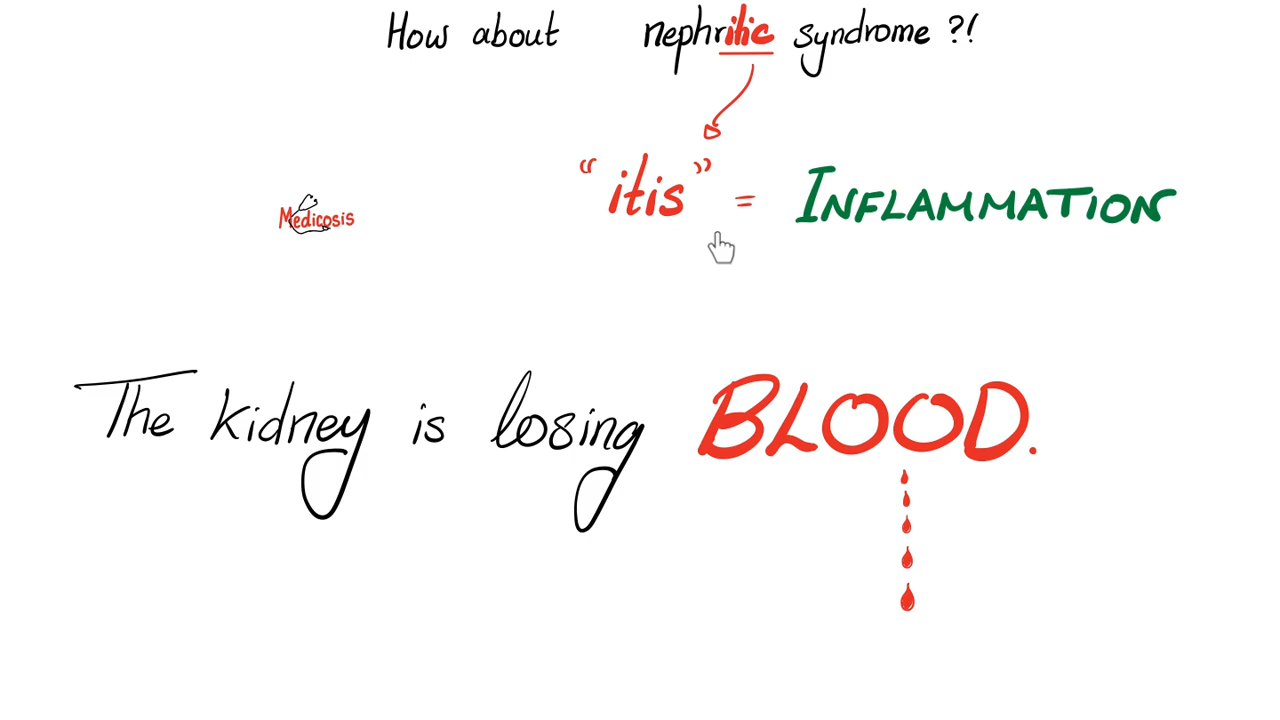 How about nephritic syndrome ?!
"itis" = INFLAMMATION
Medicosis
The kidney is losing BLOOD.